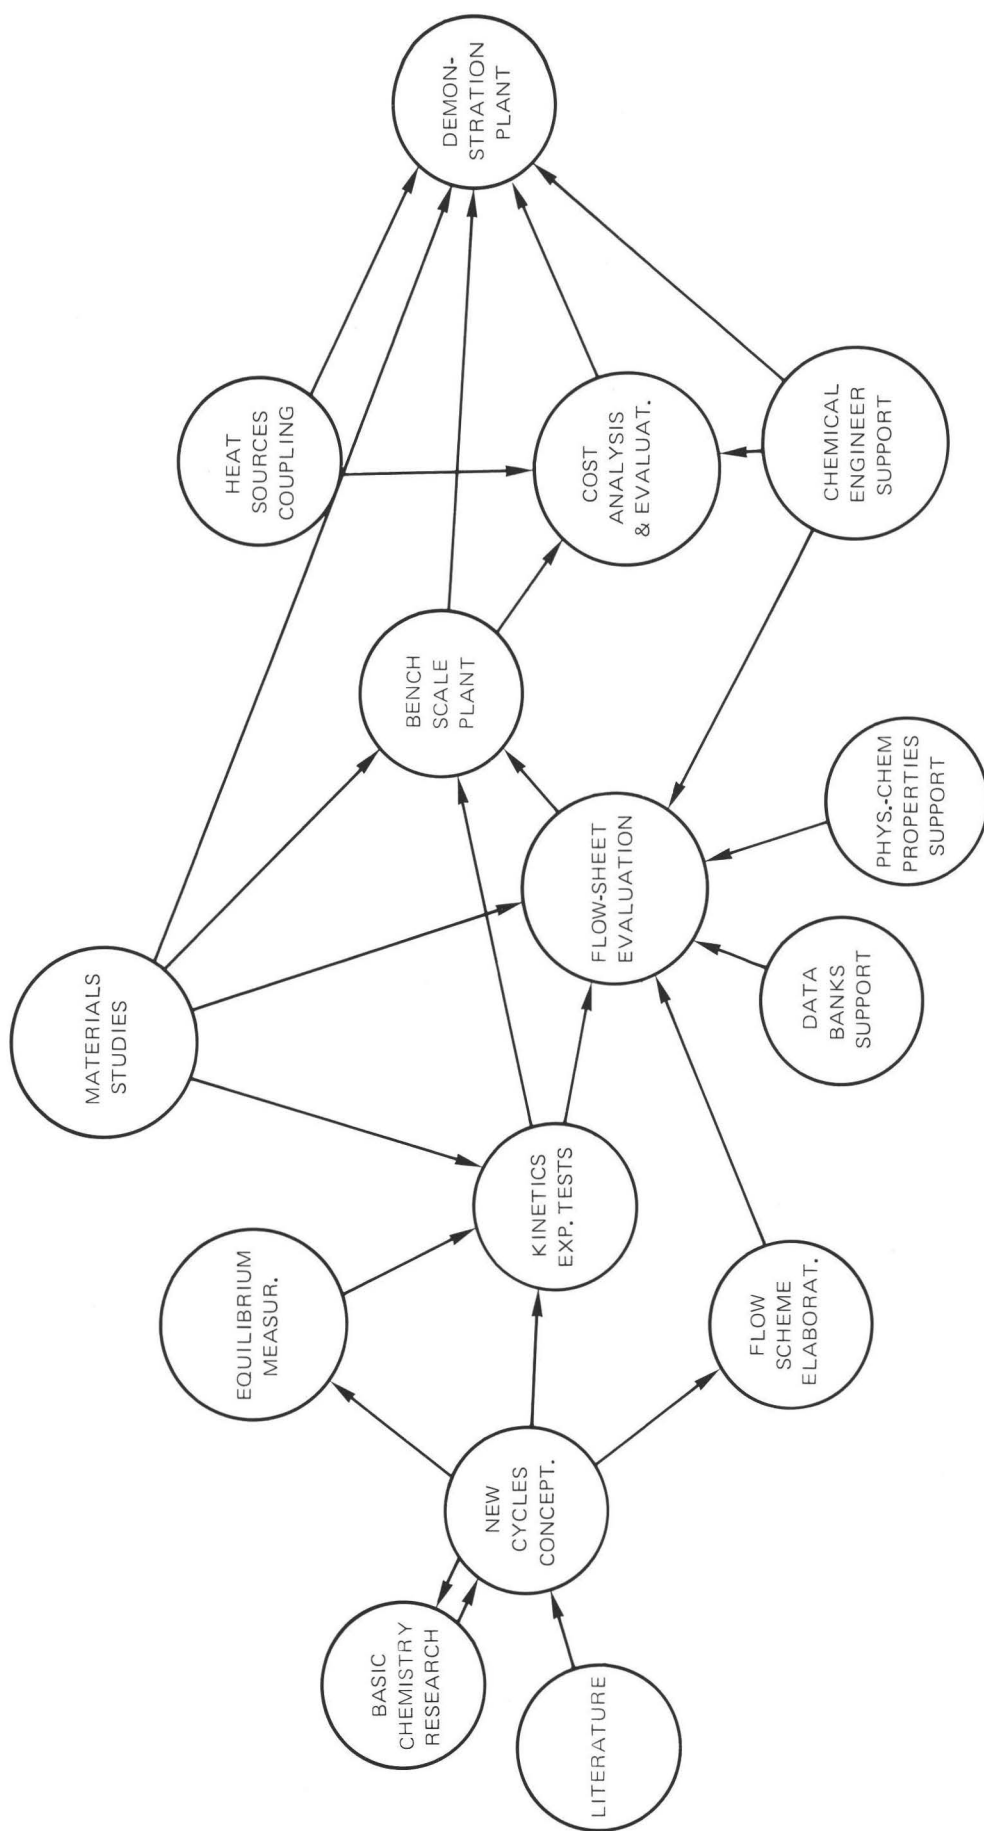 LITERATURE
BASIC
CHEMISTRY
RESEARCH
NEW
CYCLES
CONCEPT.
EQUILIBRIUM
MEASUR.
FLOW
SCHEME
ELABORAT.
KINETICS
EXP. TESTS
MATERIALS
STUDIES
DATA
BANKS
SUPPORT
FLOW-SHEET
EVALUATION
PHYS.-CHEM
PROPERTIES
SUPPORT
BENCH
SCALE
PLANT
HEAT
SOURCES
COUPLING
COST
ANALYSIS
& EVALUAT.
CHEMICAL
ENGINEER
SUPPORT
DEMON-
STRATION
PLANT